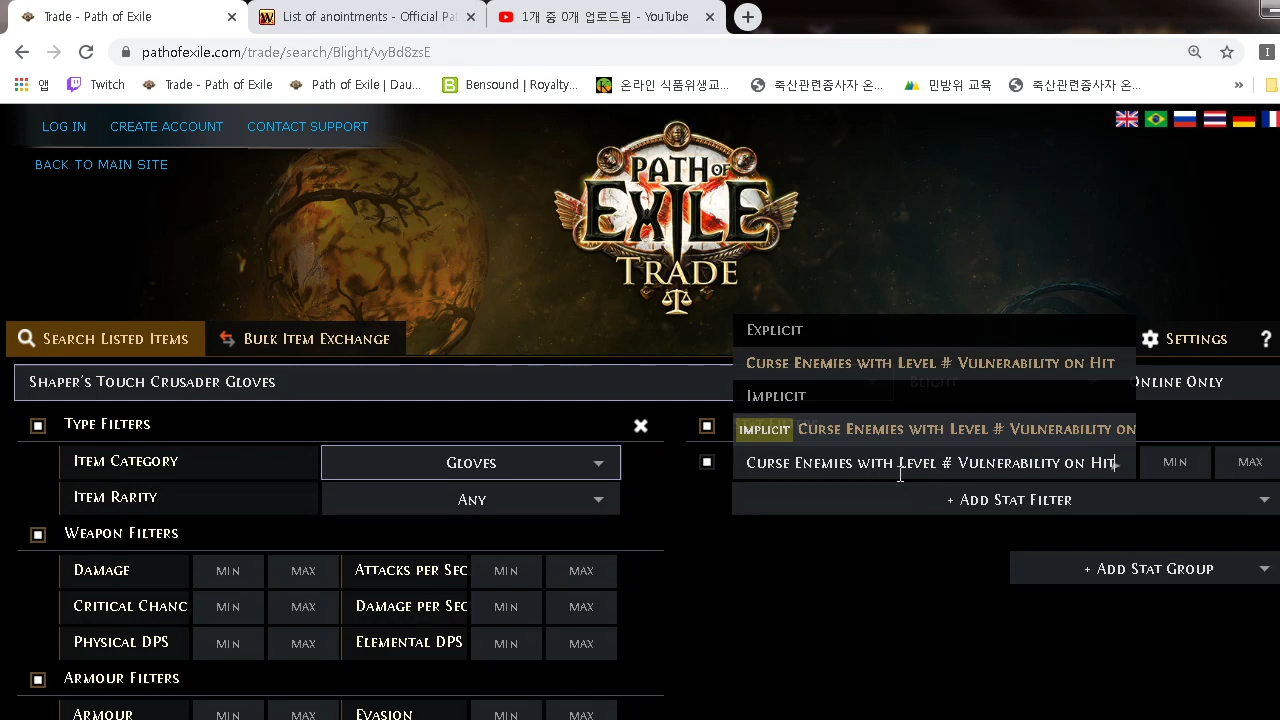 Trade - Path of Exile
List of anointments - Official Pa
1개 중 0개 업로드됨 - YouTube
pathofexile.com/trade/search/Blight/vyBd8zsE
앱
Twitch
Trade - Path of Exile
Path of Exile | Dau...
Bensound | Royalty...
온라인 식품위생교...
축산관련종사자 온...
민방위 교육
축산관련종사자 온...
»
LOG IN
CREATE ACCOUNT
CONTACT SUPPORT
BACK TO MAIN SITE
PATH OF
EXILE
TRADE
Search Listed Items
Bulk Item Exchange
Settings
?
Shaper's Touch Crusader Gloves
Blight
Online Only
Explicit
Curse Enemies with Level # Vulnerability on Hit
Implicit
IMPLICIT Curse Enemies with Level # Vulnerability on
Curse Enemies with Level # Vulnerability on Hit
MIN
MAX
+ Add Stat Filter
+ Add Stat Group
Type Filters
Item Category
Gloves
Item Rarity
Any
Weapon Filters
Damage
MIN
MAX
Attacks per Sec
MIN
MAX
Critical Chanc
MIN
MAX
Damage per Sec
MIN
MAX
Physical DPS
MIN
MAX
Elemental DPS
MIN
MAX
Armour Filters
Armour
MIN
MAX
Evasion
MIN
MAX